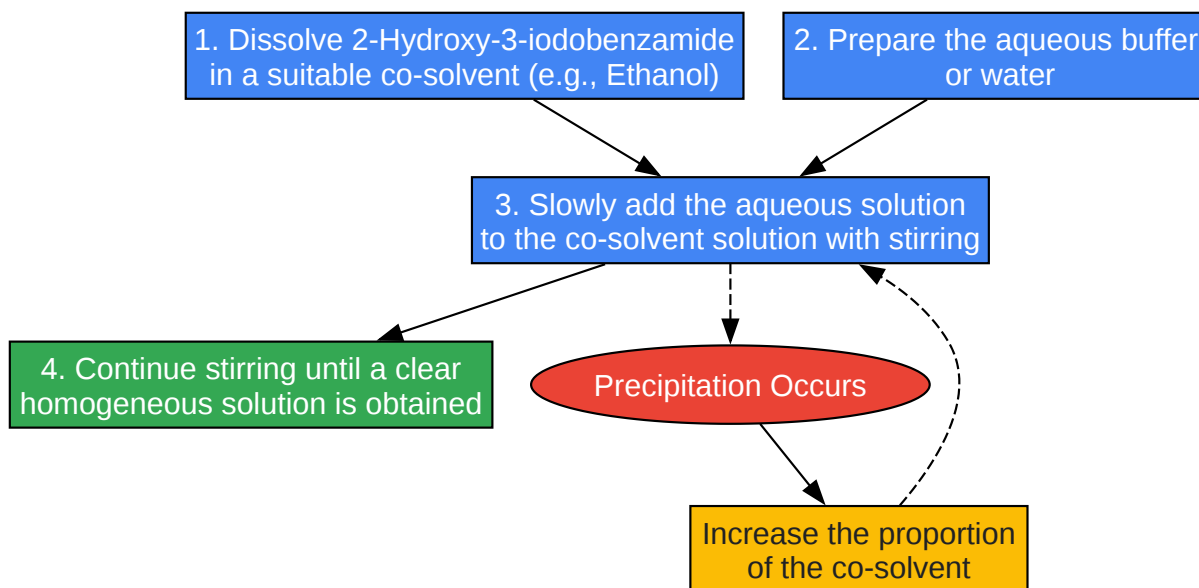 1. Dissolve 2-Hydroxy-3-iodobenzamide
in a suitable co-solvent (e.g., Ethanol)
2. Prepare the aqueous buffer
or water
3. Slowly add the aqueous solution
to the co-solvent solution with stirring
4. Continue stirring until a clear
homogeneous solution is obtained
Precipitation Occurs
Increase the proportion
of the co-solvent